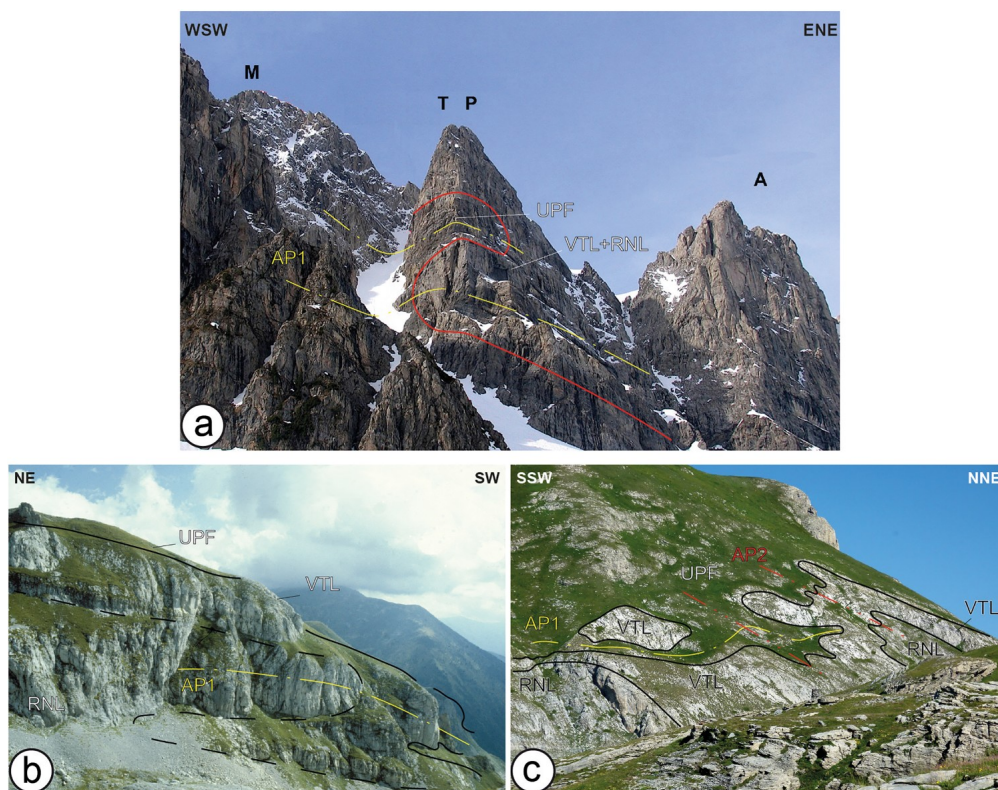 WSW ENE
M
T P
A
UPF
VTL+RNL
AP1
a
NE SW
UPF
VTL
AP1
RNL
b
SSW NNE
AP2
UPF
AP1
VTL
VTL
RNL
RNL
VTL
c